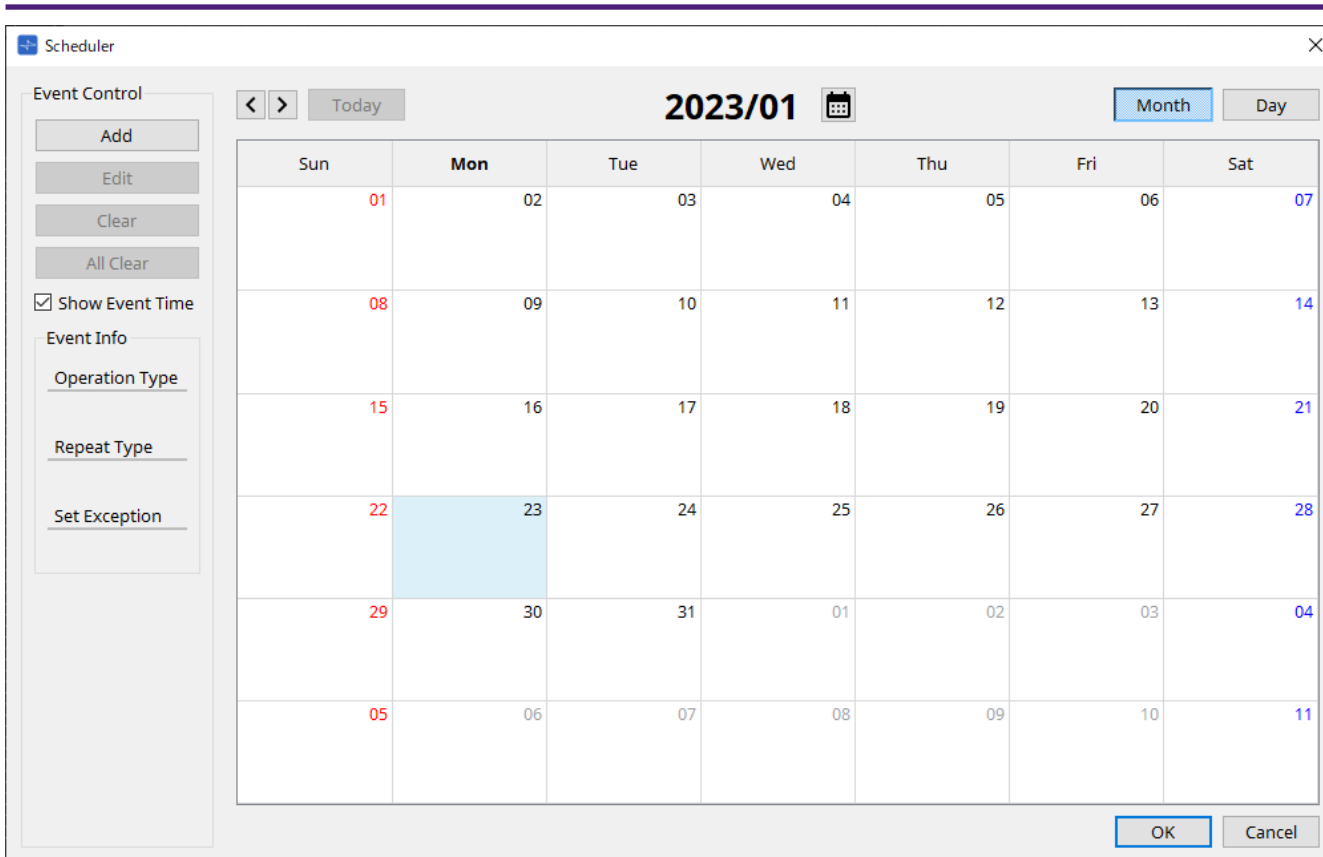 Scheduler
Event Control
Add
Edit
Clear
All Clear
Show Event Time
Event Info
Operation Type
Repeat Type
Set Exception
< > Today 2023/01 Month Day
Sun Mon Tue Wed Thu Fri Sat
01 02 03 04 05 06 07
08 09 10 11 12 13 14
15 16 17 18 19 20 21
22 23 24 25 26 27 28
29 30 31 01 02 03 04
05 06 07 08 09 10 11
OK Cancel